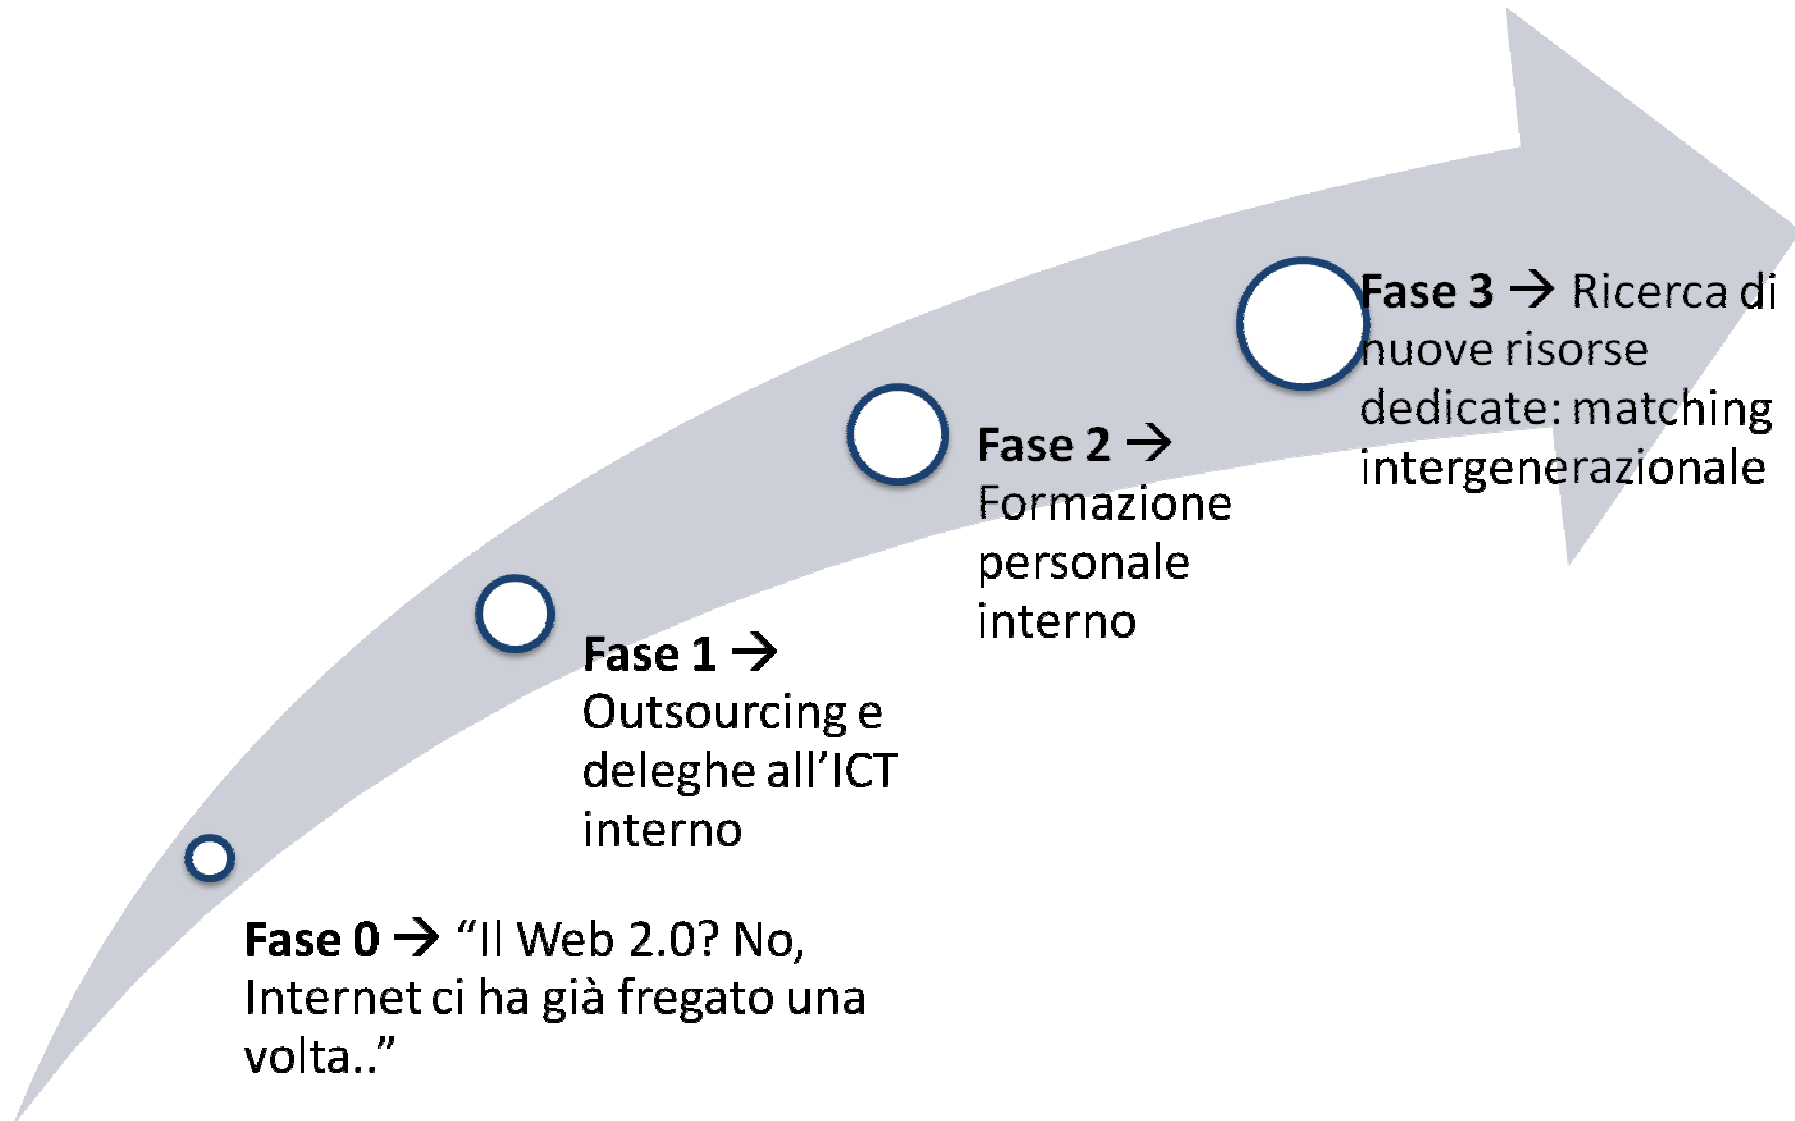 Fase 0 → “Il Web 2.0? No,
Internet ci ha già fregato una
volta..”
Fase 1 →
Outsourcing e
deleghe all’ICT
interno
Fase 2 →
Formazione
personale
interno
Fase 3 → Ricerca di
nuove risorse
dedicate: matching
intergenerazionale